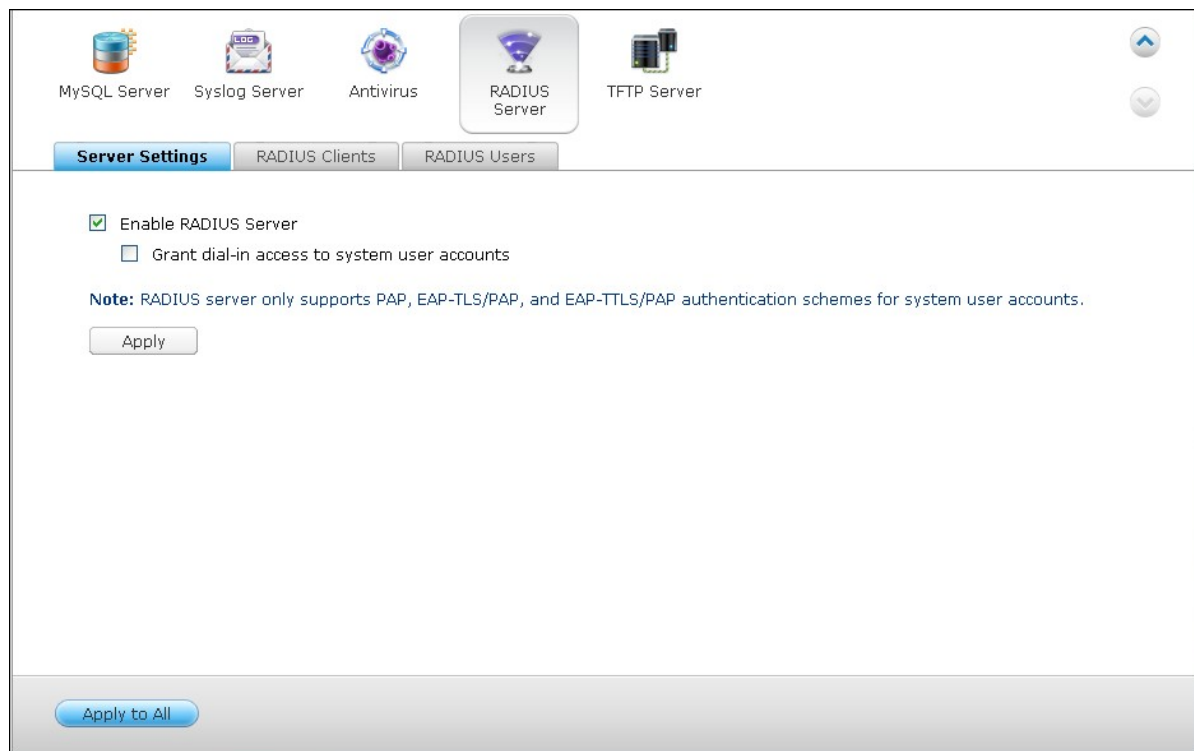 LOG
MySQL Server
Syslog Server
Antivirus
RADIUS
Server
TFTP Server
Server Settings
RADIUS Clients
RADIUS Users
Enable RADIUS Server
Grant dial-in access to system user accounts
Note: RADIUS server only supports PAP, EAP-TLS/PAP, and EAP-TTLS/PAP authentication schemes for system user accounts.
Apply
Apply to All